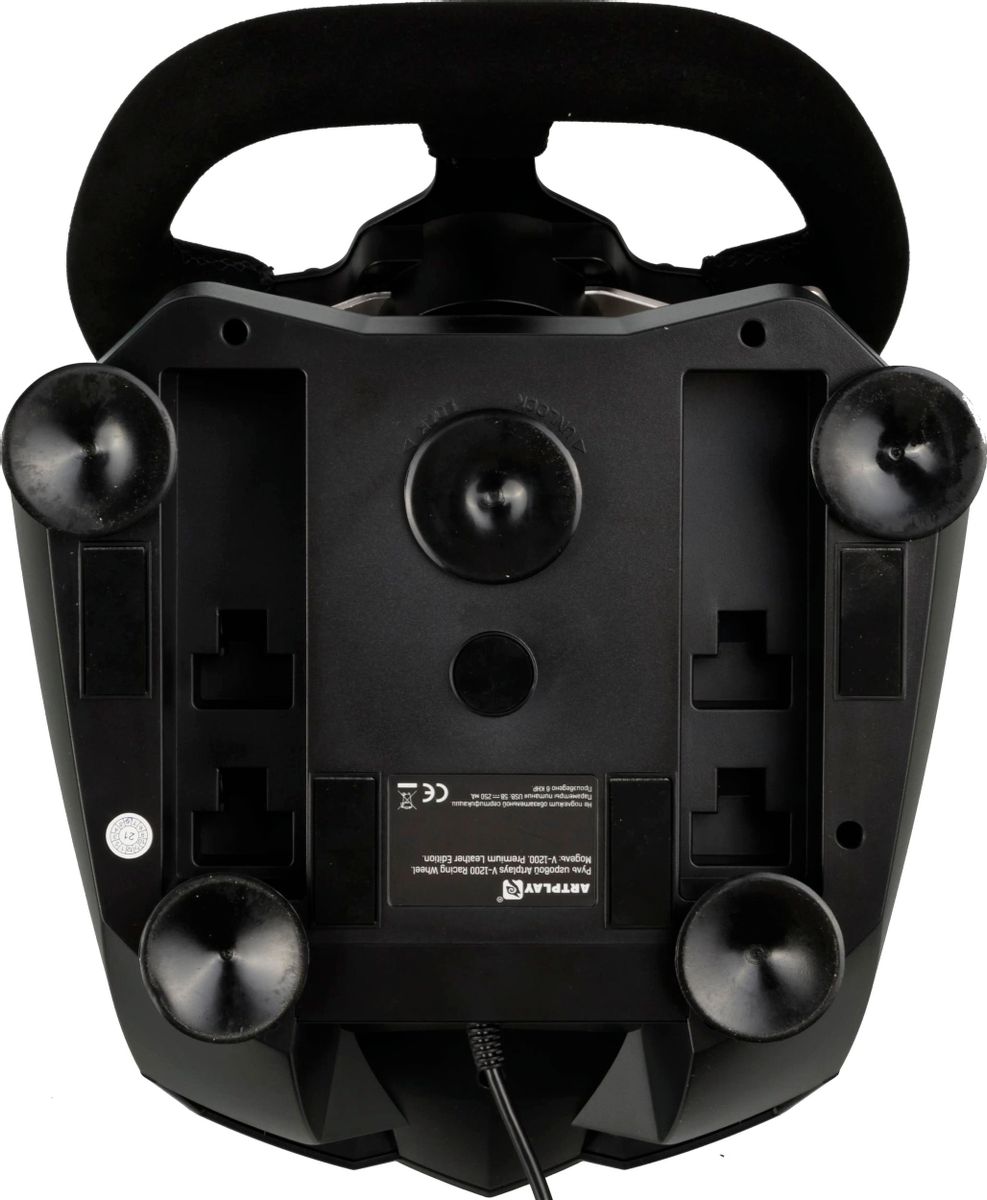 ARTPLAYS®
Руль игровой Artplays V-1200 Racing Wheel.
Модель: V-1200. Premium Leather Edition.
Не подлежит обязательной сертификации
Параметры питания USB: 5В 250 мА.
Произведено в КНР
CE
UNLOCK
21